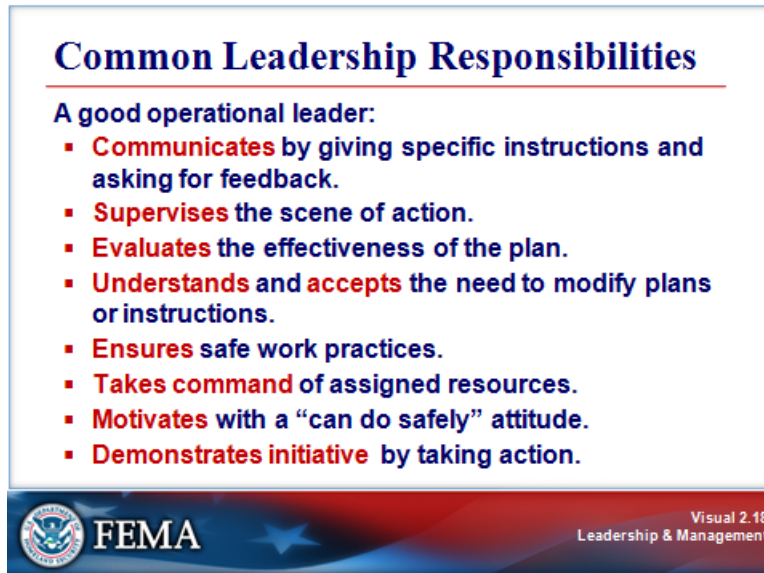 Common Leadership Responsibilities
A good operational leader:
▪ Communicates by giving specific instructions and
asking for feedback.
▪ Supervises the scene of action.
▪ Evaluates the effectiveness of the plan.
▪ Understands and accepts the need to modify plans
or instructions.
▪ Ensures safe work practices.
▪ Takes command of assigned resources.
▪ Motivates with a “can do safely” attitude.
▪ Demonstrates initiative by taking action.
FEMA
Visual 2.18
Leadership & Management